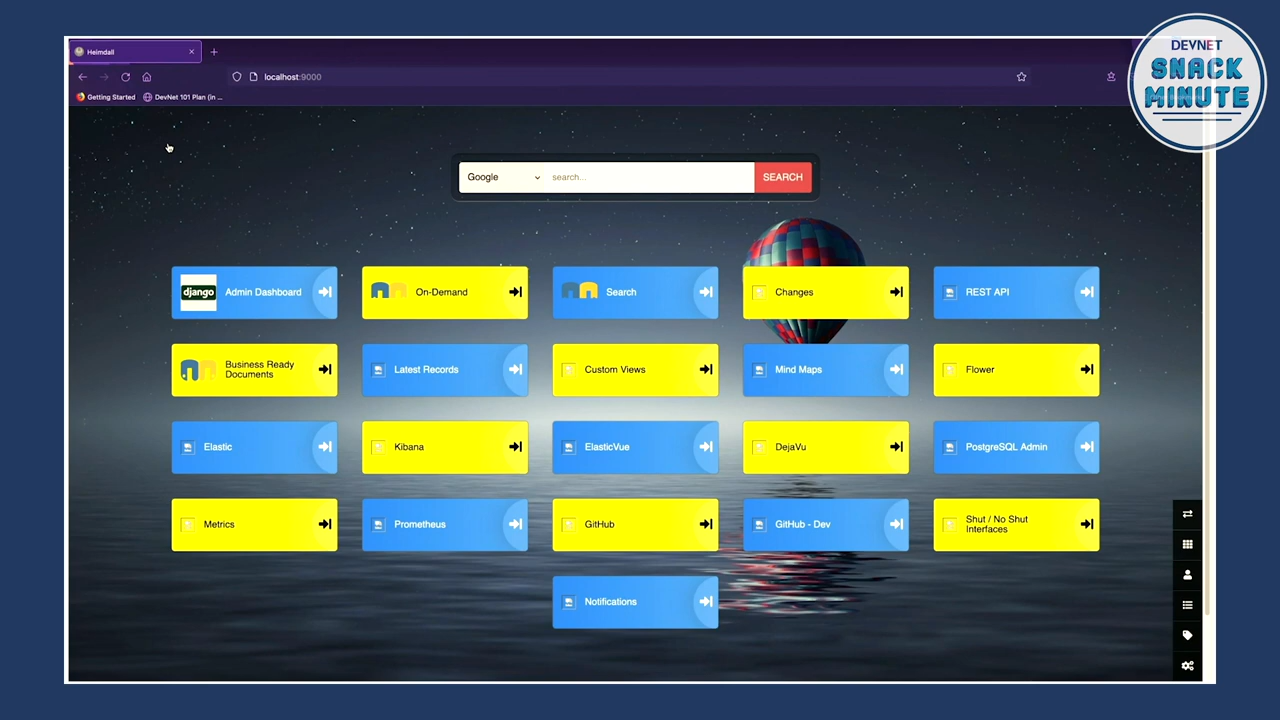 Heimdall
DEVNET
SNACK
MINUTE
localhost:9000
Getting Started
DevNet 101 Plan (in ...
Google
search...
SEARCH
django
Admin Dashboard
On-Demand
Search
Changes
REST API
Business Ready
Documents
Latest Records
Custom Views
Mind Maps
Flower
Elastic
Kibana
ElasticVue
DejaVu
PostgreSQL Admin
Metrics
Prometheus
GitHub
GitHub - Dev
Shut / No Shut
Interfaces
Notifications